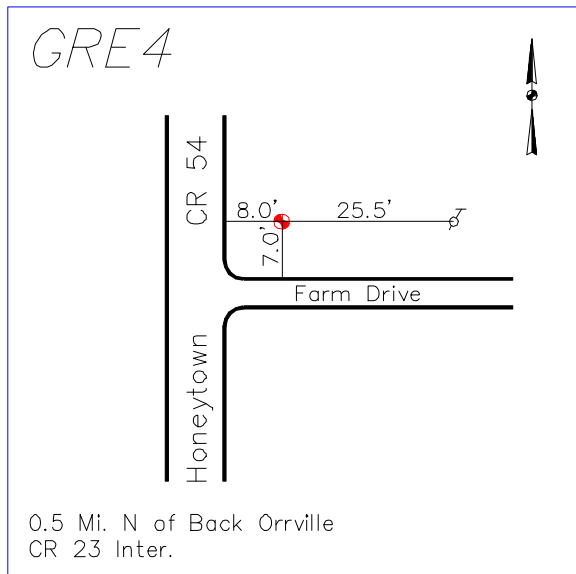 GRE4
CR 54
8.0'
25.5'
7.0'
Farm Drive
Honeytown
0.5 Mi. N of Back Orrville
CR 23 Inter.